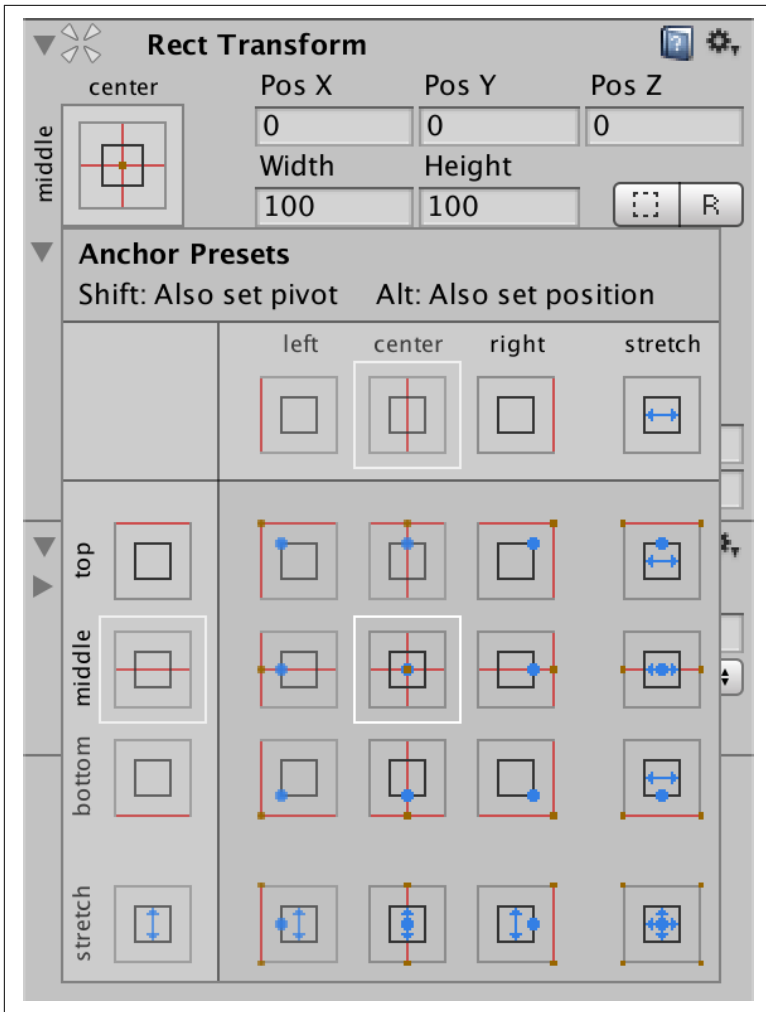 Rect Transform
center
Pos X
Pos Y
Pos Z
middle
0
0
0
Width
Height
100
100
R
Anchor Presets
Shift: Also set pivot
Alt: Also set position
left
center
right
stretch
top
middle
bottom
stretch